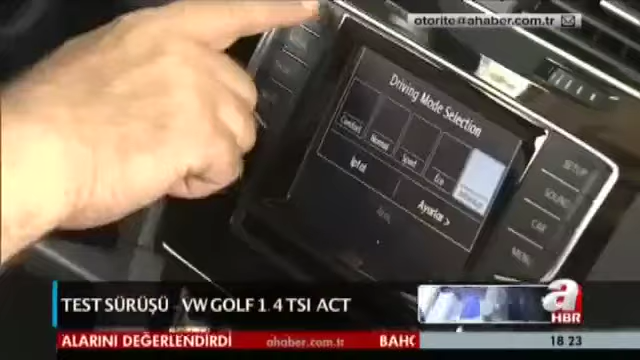 otorite@ahaber.com.tr
Driving Mode Selection
Comfort Normal Sport Eco
İptal Ayarlar >
SETUP
SOUND
CAR
MENU
TEST SÜRÜŞÜ - VW GOLF 1.4 TSI ACT
a
HBR
ALARINI DEĞERLENDİRDİ ahaber.com.tr BAHÇ 18 23